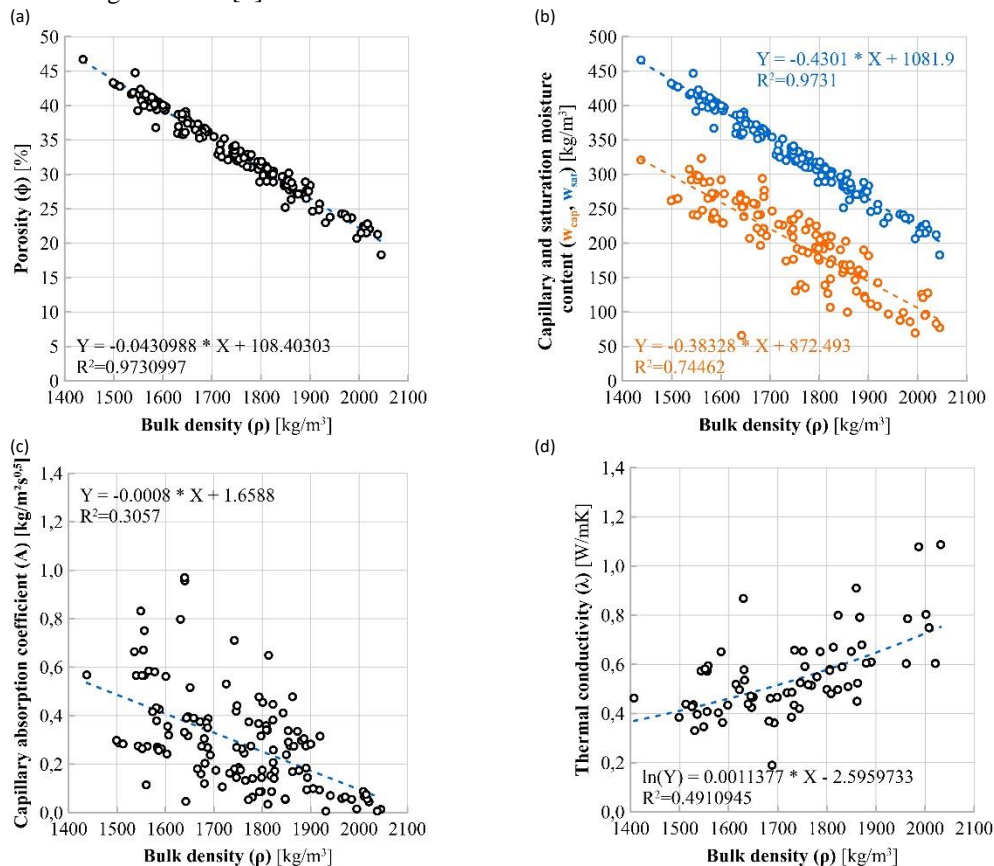 (a)
(b)
50
45
40
35
30
25
20
15
10
5
0
Porosity (ϕ) [%]
Y = -0.0430988 * X + 108.40303
R²=0.9730997
1400 1500 1600 1700 1800 1900 2000 2100
Bulk density (ρ) [kg/m³]
500
450
400
350
300
250
200
150
100
50
0
Capillary and saturation moisture
content (w_cap, w_sat) [kg/m³]
Y = -0.4301 * X + 1081.9
R²=0.9731
Y = -0.38328 * X + 872.493
R²=0.74462
1400 1500 1600 1700 1800 1900 2000 2100
Bulk density (ρ) [kg/m³]
(c)
(d)
1,4
1,2
1,0
0,8
0,6
0,4
0,2
0,0
Capillary absorption coefficient (A) [kg/m²s⁰·⁵]
Y = -0.0008 * X + 1.6588
R²=0.3057
1400 1500 1600 1700 1800 1900 2000 2100
Bulk density (ρ) [kg/m³]
1,4
1,2
1,0
0,8
0,6
0,4
0,2
0,0
Thermal conductivity (λ) [W/mK]
ln(Y) = 0.0011377 * X - 2.5959733
R²=0.4910945
1400 1500 1600 1700 1800 1900 2000 2100
Bulk density (ρ) [kg/m³]